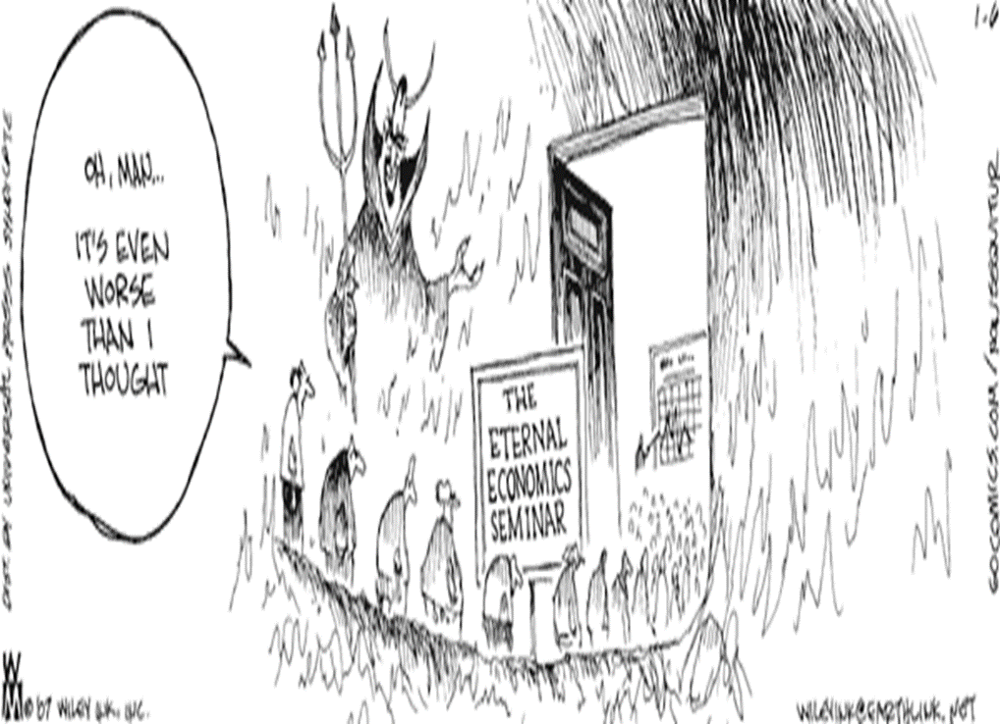 1-6
OH, MAN...
IT'S EVEN
WORSE
THAN I
THOUGHT
THE
ETERNAL
ECONOMICS
SEMINAR
DIST. BY UNIVERSAL PRESS SYNDICATE
GOCOMICS.COM/NONSEQUITUR
WM
©'07 WILEY INK, INC.
WILEYINK@EARTHLINK.NET